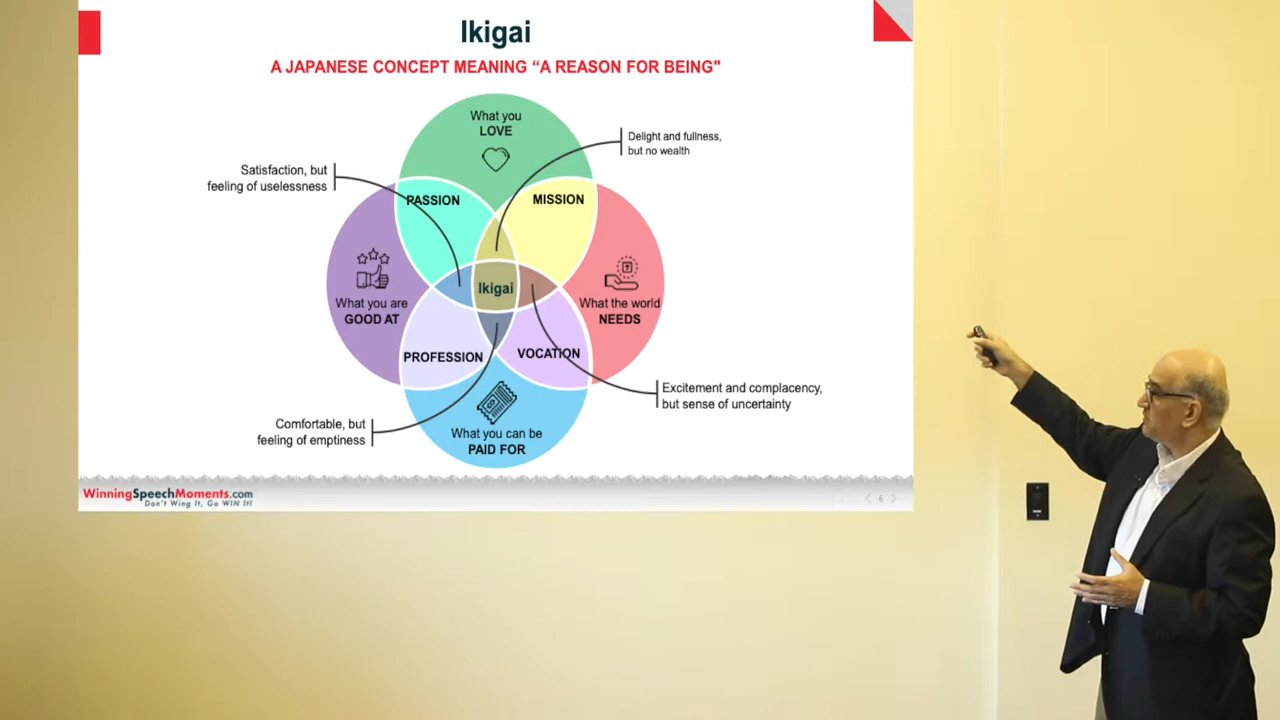 Ikigai
A JAPANESE CONCEPT MEANING “A REASON FOR BEING"
What you
LOVE
Delight and fullness,
but no wealth
Satisfaction, but
feeling of uselessness
PASSION
MISSION
What you are
GOOD AT
Ikigai
What the world
NEEDS
PROFESSION
VOCATION
Excitement and complacency,
but sense of uncertainty
Comfortable, but
feeling of emptiness
What you can be
PAID FOR
WinningSpeechMoments.com
Don't Wing It, Go WIN It!
6